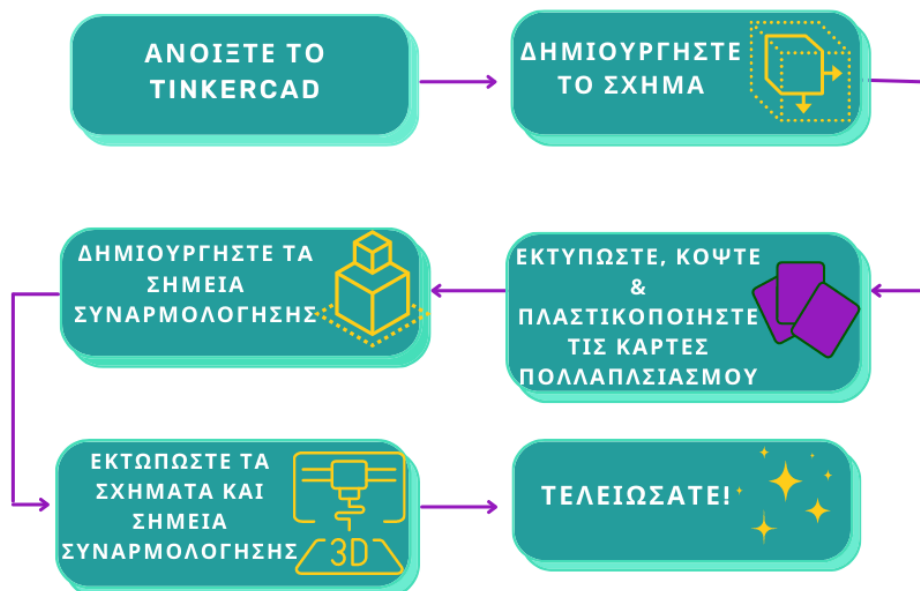 ΑΝΟΙΞΤΕ ΤΟ
TINKERCAD
ΔΗΜΙΟΥΡΓΗΣΤΕ
ΤΟ ΣΧΗΜΑ
ΕΚΤΥΠΩΣΤΕ, ΚΟΨΤΕ
&
ΠΛΑΣΤΙΚΟΠΟΙΗΣΤΕ
ΤΙΣ ΚΑΡΤΕΣ
ΠΟΛΛΑΠΛΣΙΑΣΜΟΥ
ΔΗΜΙΟΥΡΓΗΣΤΕ ΤΑ
ΣΗΜΕΙΑ
ΣΥΝΑΡΜΟΛΟΓΗΣΗΣ
ΕΚΤΩΠΩΣΤΕ ΤΑ
ΣΧΗΜΑΤΑ ΚΑΙ
ΣΗΜΕΙΑ
ΣΥΝΑΡΜΟΛΟΓΗΣΗΣ
3D
ΤΕΛΕΙΩΣΑΤΕ!